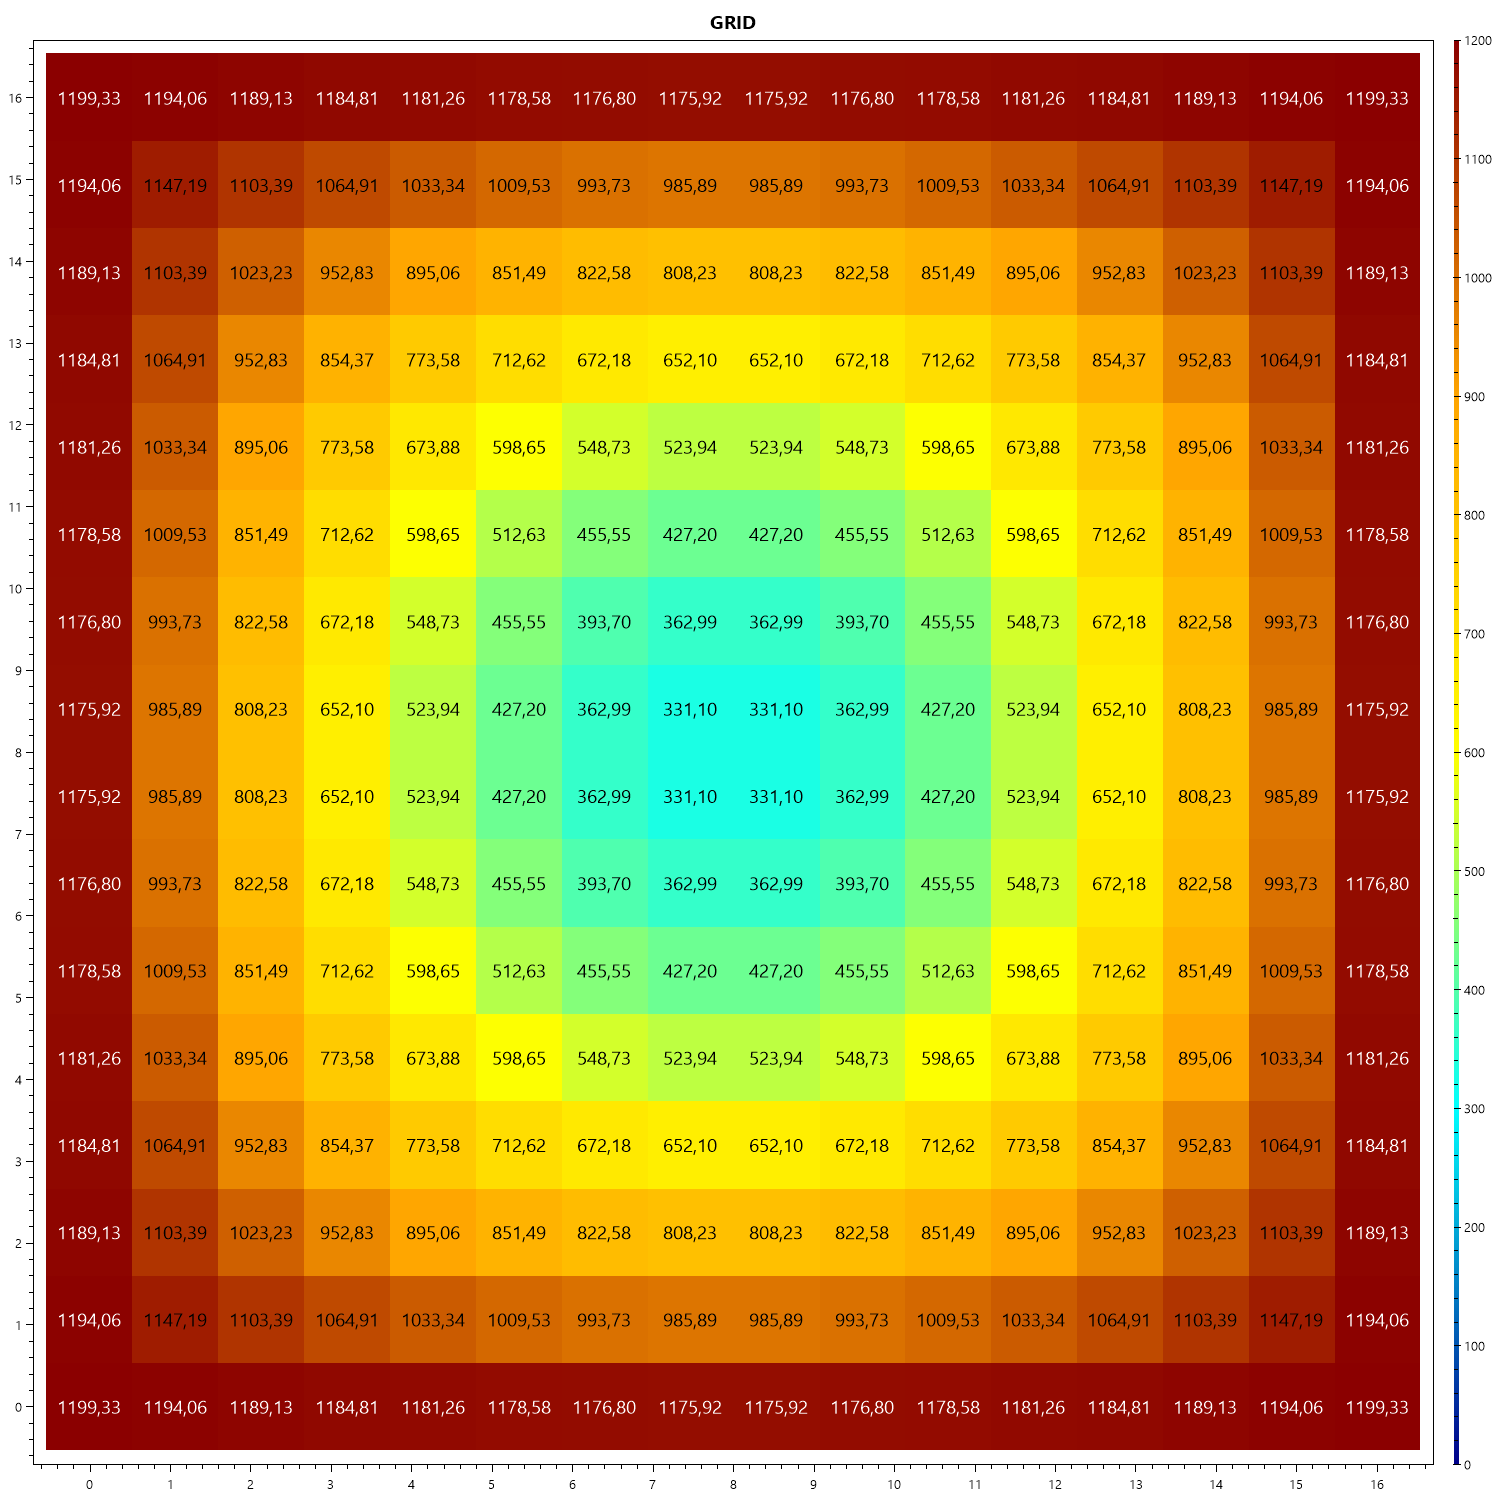 GRID
1199,33 1194,06 1189,13 1184,81 1181,26 1178,58 1176,80 1175,92 1175,92 1176,80 1178,58 1181,26 1184,81 1189,13 1194,06 1199,33
1194,06 1147,19 1103,39 1064,91 1033,34 1009,53 993,73 985,89 985,89 993,73 1009,53 1033,34 1064,91 1103,39 1147,19 1194,06
1189,13 1103,39 1023,23 952,83 895,06 851,49 822,58 808,23 808,23 822,58 851,49 895,06 952,83 1023,23 1103,39 1189,13
1184,81 1064,91 952,83 854,37 773,58 712,62 672,18 652,10 652,10 672,18 712,62 773,58 854,37 952,83 1064,91 1184,81
1181,26 1033,34 895,06 773,58 673,88 598,65 548,73 523,94 523,94 548,73 598,65 673,88 773,58 895,06 1033,34 1181,26
1178,58 1009,53 851,49 712,62 598,65 512,63 455,55 427,20 427,20 455,55 512,63 598,65 712,62 851,49 1009,53 1178,58
1176,80 993,73 822,58 672,18 548,73 455,55 393,70 362,99 362,99 393,70 455,55 548,73 672,18 822,58 993,73 1176,80
1175,92 985,89 808,23 652,10 523,94 427,20 362,99 331,10 331,10 362,99 427,20 523,94 652,10 808,23 985,89 1175,92
1175,92 985,89 808,23 652,10 523,94 427,20 362,99 331,10 331,10 362,99 427,20 523,94 652,10 808,23 985,89 1175,92
1176,80 993,73 822,58 672,18 548,73 455,55 393,70 362,99 362,99 393,70 455,55 548,73 672,18 822,58 993,73 1176,80
1178,58 1009,53 851,49 712,62 598,65 512,63 455,55 427,20 427,20 455,55 512,63 598,65 712,62 851,49 1009,53 1178,58
1181,26 1033,34 895,06 773,58 673,88 598,65 548,73 523,94 523,94 548,73 598,65 673,88 773,58 895,06 1033,34 1181,26
1184,81 1064,91 952,83 854,37 773,58 712,62 672,18 652,10 652,10 672,18 712,62 773,58 854,37 952,83 1064,91 1184,81
1189,13 1103,39 1023,23 952,83 895,06 851,49 822,58 808,23 808,23 822,58 851,49 895,06 952,83 1023,23 1103,39 1189,13
1194,06 1147,19 1103,39 1064,91 1033,34 1009,53 993,73 985,89 985,89 993,73 1009,53 1033,34 1064,91 1103,39 1147,19 1194,06
1199,33 1194,06 1189,13 1184,81 1181,26 1178,58 1176,80 1175,92 1175,92 1176,80 1178,58 1181,26 1184,81 1189,13 1194,06 1199,33
16
15
14
13
12
11
10
9
8
7
6
5
4
3
2
1
0
0 1 2 3 4 5 6 7 8 9 10 11 12 13 14 15 16
1200
1100
1000
900
800
700
600
500
400
300
200
100
0